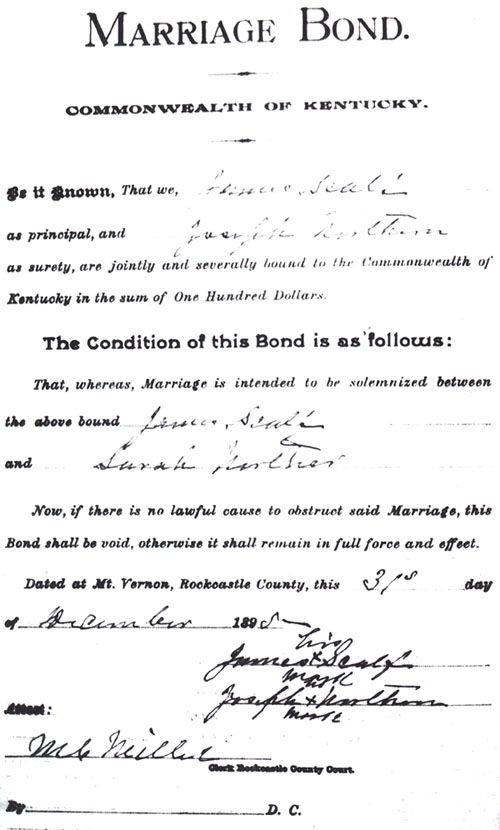 MARRIAGE BOND.
COMMONWEALTH OF KENTUCKY.
Be it Known, That we, James Scalf
as principal, and Joseph Northern
as surety, are jointly and severally bound to the Commonwealth of
Kentucky in the sum of One Hundred Dollars.
The Condition of this Bond is as follows:
That, whereas, Marriage is intended to be solemnized between
the above bound James Scalf
and Sarah
Now, if there is no lawful cause to obstruct said Marriage, this
Bond shall be void, otherwise it shall remain in full force and effect.
Dated at Mt. Vernon, Rockcastle County, this 31st day
of December 1895
his
James x Scalf
mark
Joseph x Northern
mark
Attest:
Clerk Rockcastle County Court.
By D. C.